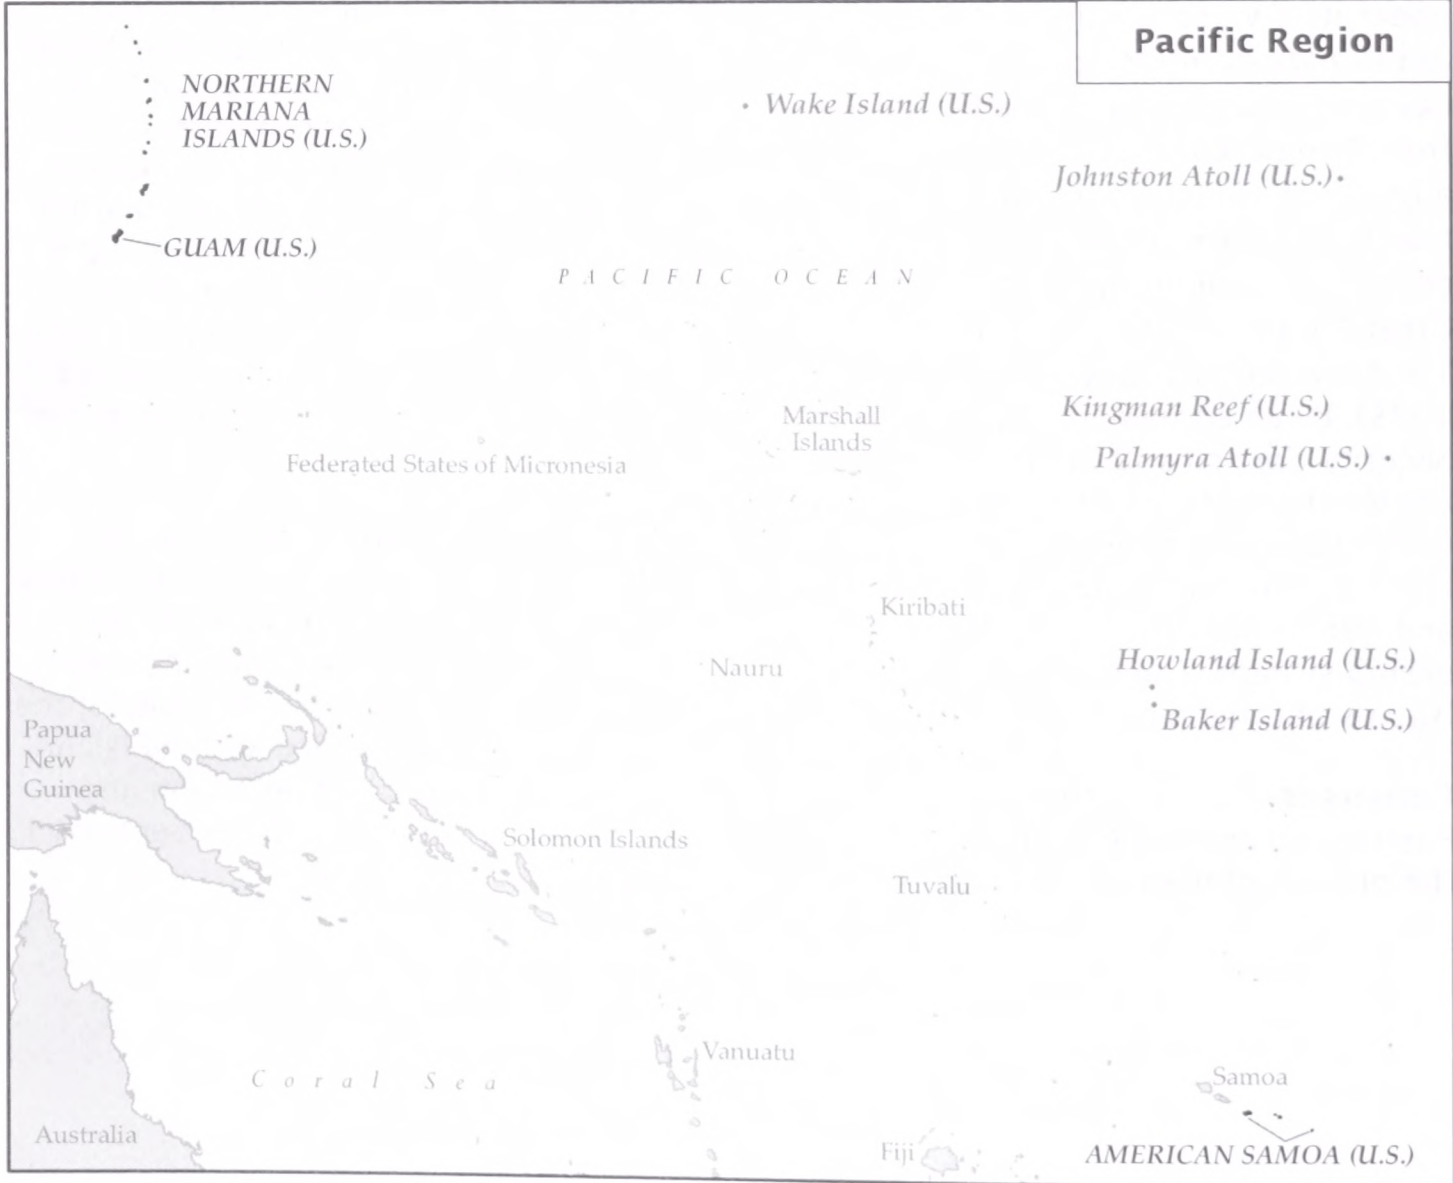 Pacific Region
NORTHERN
MARIANA
ISLANDS (U.S.)
Wake Island (U.S.)
Johnston Atoll (U.S.)
GUAM (U.S.)
PACIFIC OCEAN
Marshall
Islands
Kingman Reef (U.S.)
Federated States of Micronesia
Palmyra Atoll (U.S.)
Kiribati
Nauru
Howland Island (U.S.)
Baker Island (U.S.)
Papua
New
Guinea
Solomon Islands
Tuvalu
Vanuatu
Coral Sea
Samoa
Australia
Fiji
AMERICAN SAMOA (U.S.)